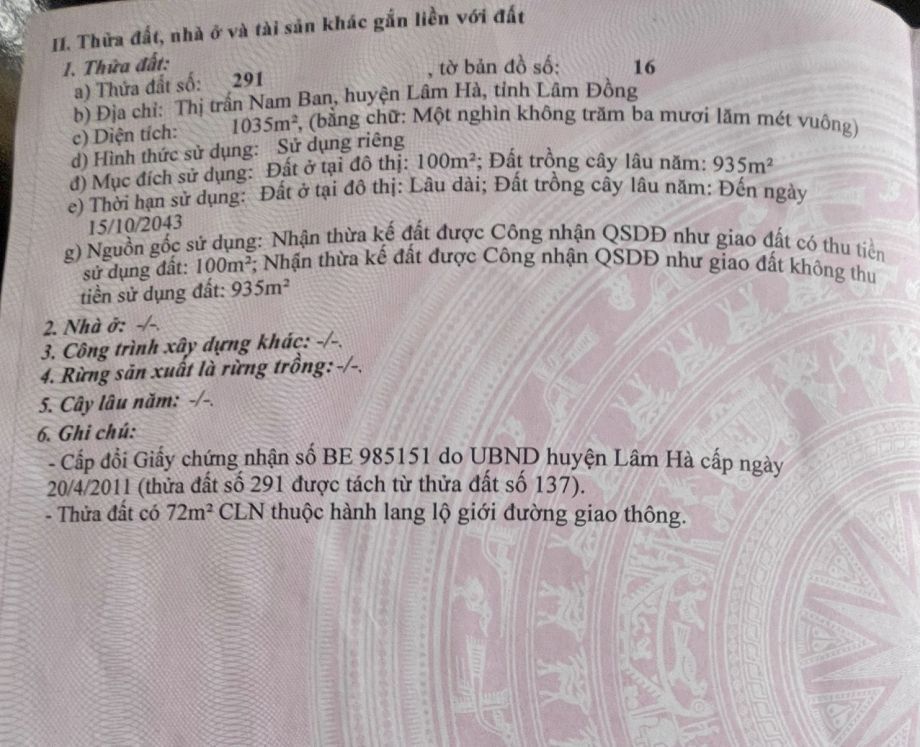 II. Thửa đất, nhà ở và tài sản khác gắn liền với đất
1. Thửa đất:
a) Thửa đất số: 291 , tờ bản đồ số: 16
b) Địa chỉ: Thị trấn Nam Ban, huyện Lâm Hà, tỉnh Lâm Đồng
c) Diện tích: 1035m², (bằng chữ: Một nghìn không trăm ba mươi lăm mét vuông)
d) Hình thức sử dụng: Sử dụng riêng
đ) Mục đích sử dụng: Đất ở tại đô thị: 100m²; Đất trồng cây lâu năm: 935m²
e) Thời hạn sử dụng: Đất ở tại đô thị: Lâu dài; Đất trồng cây lâu năm: Đến ngày
15/10/2043
g) Nguồn gốc sử dụng: Nhận thừa kế đất được Công nhận QSDĐ như giao đất có thu tiền
sử dụng đất: 100m²; Nhận thừa kế đất được Công nhận QSDĐ như giao đất không thu
tiền sử dụng đất: 935m²
2. Nhà ở: -/-.
3. Công trình xây dựng khác: -/-.
4. Rừng sản xuất là rừng trồng: -/-.
5. Cây lâu năm: -/-.
6. Ghi chú:
- Cấp đổi Giấy chứng nhận số BE 985151 do UBND huyện Lâm Hà cấp ngày
20/4/2011 (thửa đất số 291 được tách từ thửa đất số 137).
- Thửa đất có 72m² CLN thuộc hành lang lộ giới đường giao thông.